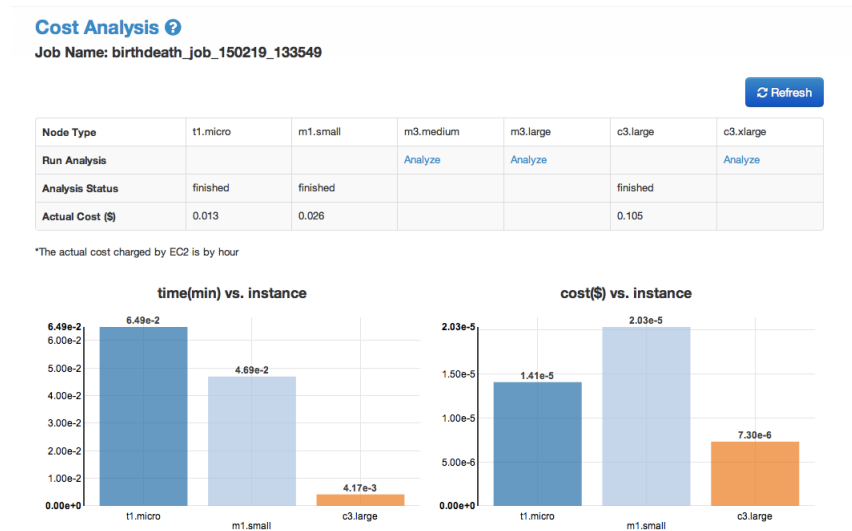 Cost Analysis ?
Job Name: birthdeath_job_150219_133549
Refresh
Node Type t1.micro m1.small m3.medium m3.large c3.large c3.xlarge
Run Analysis Analyze Analyze Analyze
Analysis Status finished finished finished
Actual Cost ($) 0.013 0.026 0.105
*The actual cost charged by EC2 is by hour
time(min) vs. instance
6.49e-2
6.49e-2
6.00e-2
5.00e-2
4.69e-2
4.00e-2
3.00e-2
2.00e-2
1.00e-2
4.17e-3
0.00e+0
t1.micro
m1.small
c3.large
cost($) vs. instance
2.03e-5
2.03e-5
1.50e-5
1.41e-5
1.00e-5
7.30e-6
5.00e-6
0.00e+0
t1.micro
m1.small
c3.large